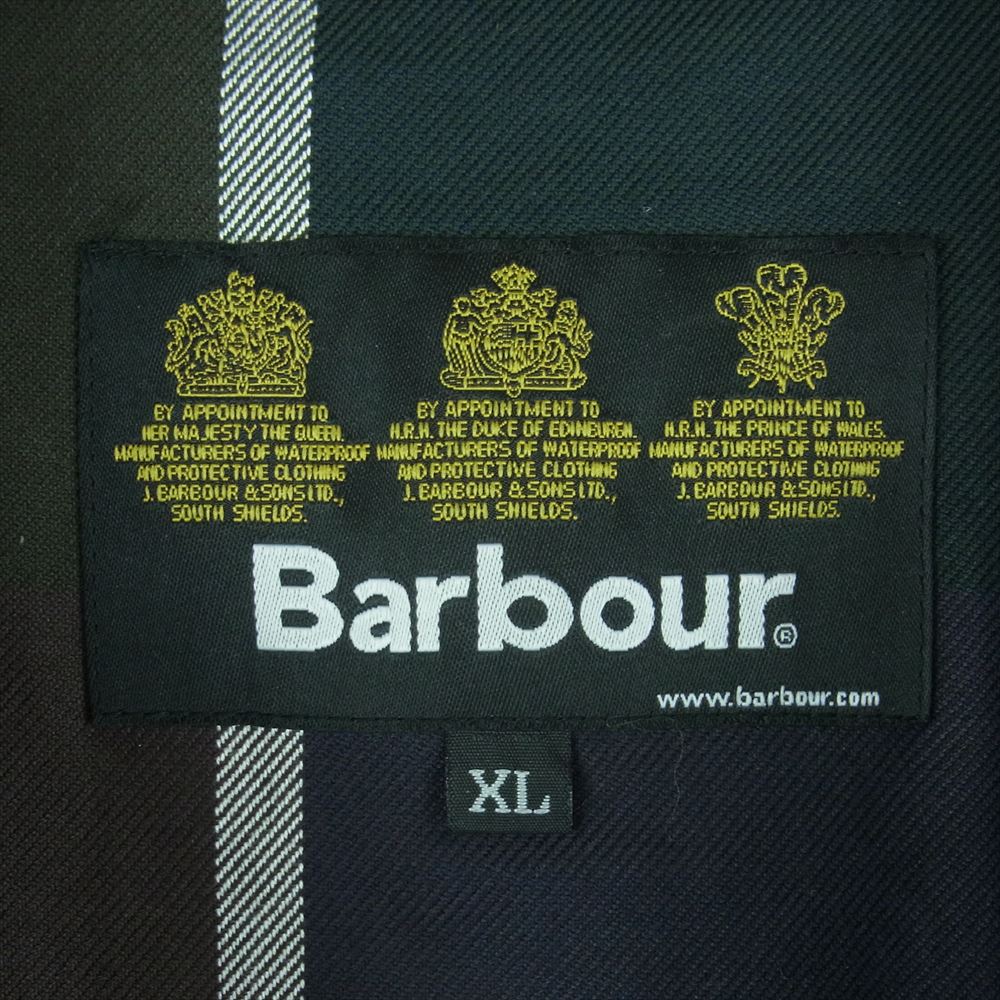 BY APPOINTMENT TO
HER MAJESTY THE QUEEN.
MANUFACTURERS OF WATERPROOF
AND PROTECTIVE CLOTHING
J. BARBOUR & SONS LTD.,
SOUTH SHIELDS.
BY APPOINTMENT TO
H.R.H. THE DUKE OF EDINBURGH.
MANUFACTURERS OF WATERPROOF
AND PROTECTIVE CLOTHING
J. BARBOUR & SONS LTD.,
SOUTH SHIELDS.
BY APPOINTMENT TO
H.R.H. THE PRINCE OF WALES.
MANUFACTURERS OF WATERPROOF
AND PROTECTIVE CLOTHING
J. BARBOUR & SONS LTD.,
SOUTH SHIELDS.
Barbour®
www.barbour.com
XL